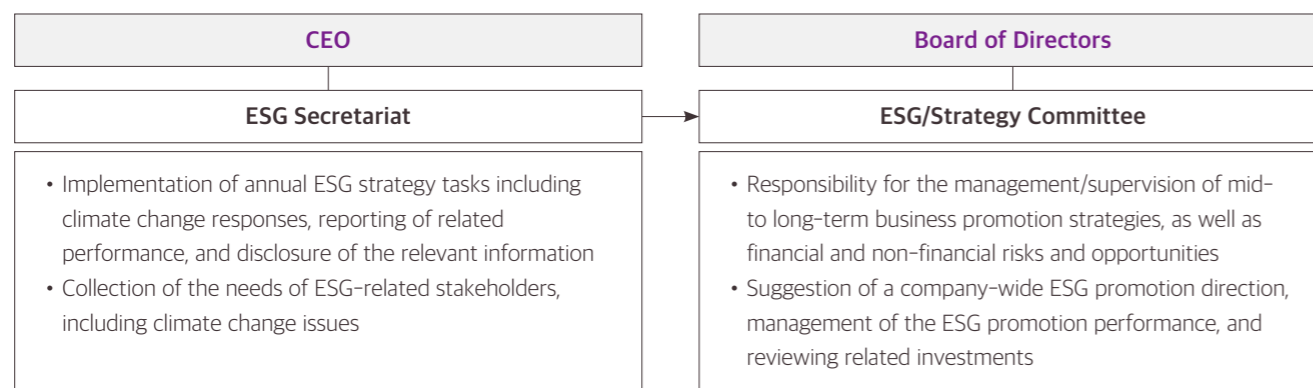 CEO
ESG Secretariat
• Implementation of annual ESG strategy tasks including
climate change responses, reporting of related
performance, and disclosure of the relevant information
• Collection of the needs of ESG-related stakeholders,
including climate change issues
Board of Directors
ESG/Strategy Committee
• Responsibility for the management/supervision of mid-
to long-term business promotion strategies, as well as
financial and non-financial risks and opportunities
• Suggestion of a company-wide ESG promotion direction,
management of the ESG promotion performance, and
reviewing related investments